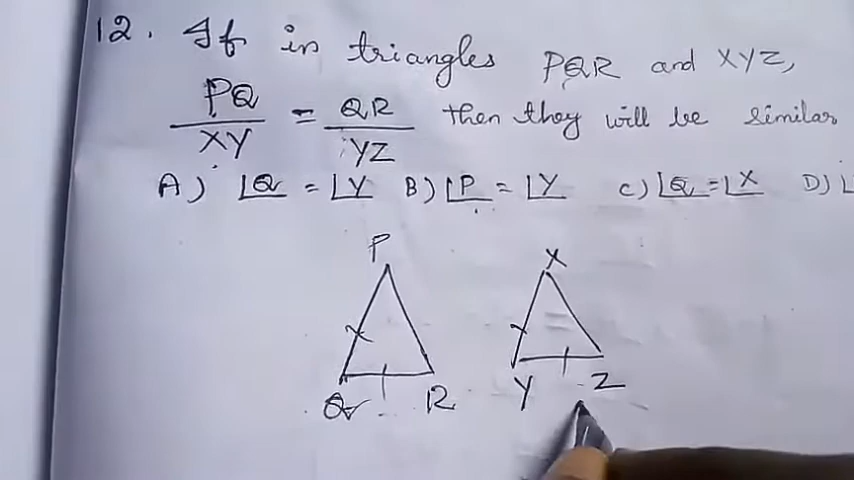 12. If in triangles PQR and XYZ,
PQ/XY = QR/YZ then they will be similar
A) ∠Q = ∠Y B) ∠P = ∠Y C) ∠Q = ∠X D) ∠
P X
Q R Y Z